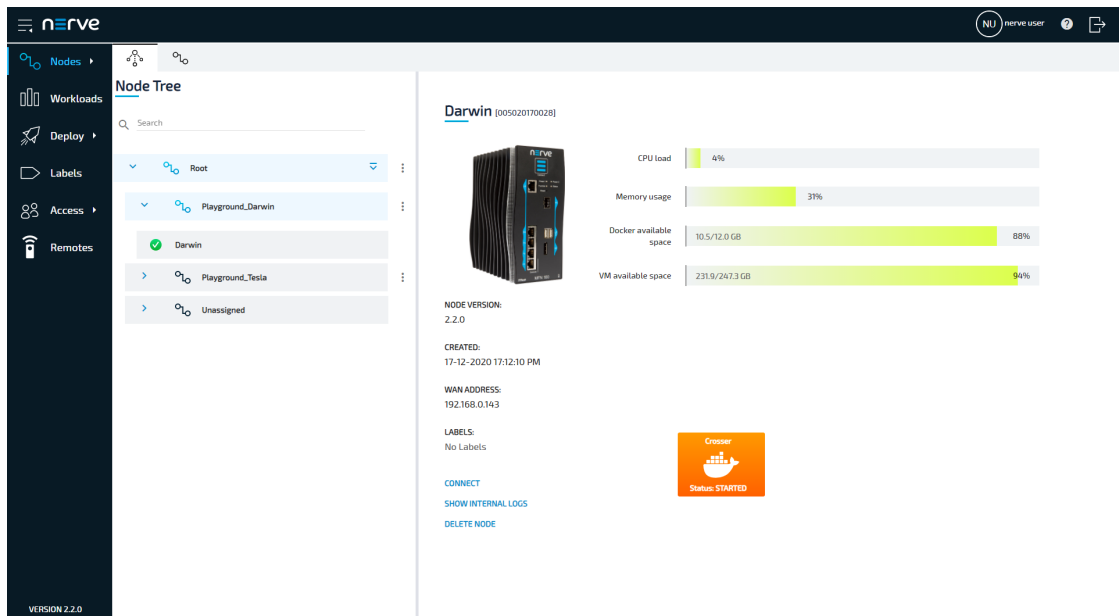 nerve
NU nerve user ?
Nodes
Workloads
Deploy
Labels
Access
Remotes
VERSION 2.2.0
Node Tree
Search
Root
Playground_Darwin
Darwin
Playground_Tesla
Unassigned
Darwin [005020170028]
nerve
CPU load 4%
Memory usage 31%
Docker available space 10.5/12.0 GB 88%
VM available space 231.9/247.3 GB 94%
NODE VERSION:
2.2.0
CREATED:
17-12-2020 17:12:10 PM
WAN ADDRESS:
192.168.0.143
LABELS:
No Labels
CONNECT
SHOW INTERNAL LOGS
DELETE NODE
Crosser
Status: STARTED